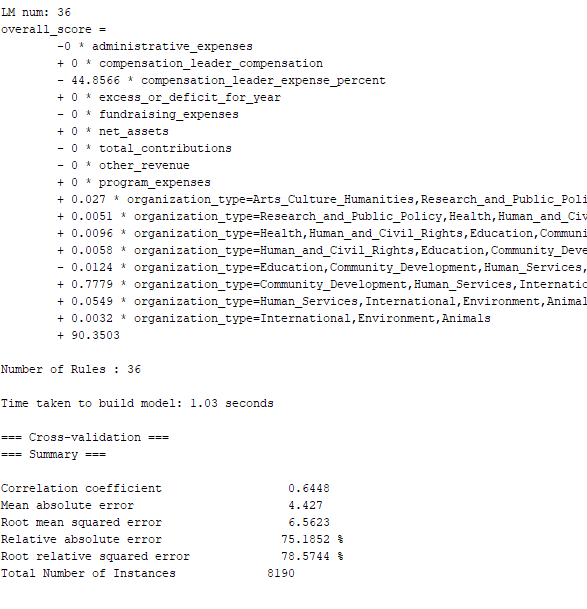 LM num: 36
overall_score =
-0 * administrative_expenses
+ 0 * compensation_leader_compensation
- 44.8566 * compensation_leader_expense_percent
+ 0 * excess_or_deficit_for_year
- 0 * fundraising_expenses
+ 0 * net_assets
- 0 * total_contributions
- 0 * other_revenue
+ 0 * program_expenses
+ 0.027 * organization_type=Arts_Culture_Humanities,Research_and_Public_Poli
+ 0.0051 * organization_type=Research_and_Public_Policy,Health,Human_and_Civ
+ 0.0096 * organization_type=Health,Human_and_Civil_Rights,Education,Communi
+ 0.0058 * organization_type=Human_and_Civil_Rights,Education,Community_Deve
- 0.0124 * organization_type=Education,Community_Development,Human_Services,
+ 0.7779 * organization_type=Community_Development,Human_Services,Internatio
+ 0.0549 * organization_type=Human_Services,International,Environment,Animal
+ 0.0032 * organization_type=International,Environment,Animals
+ 90.3503
Number of Rules : 36
Time taken to build model: 1.03 seconds
=== Cross-validation ===
=== Summary ===
Correlation coefficient 0.6448
Mean absolute error 4.427
Root mean squared error 6.5623
Relative absolute error 75.1852 %
Root relative squared error 78.5744 %
Total Number of Instances 8190